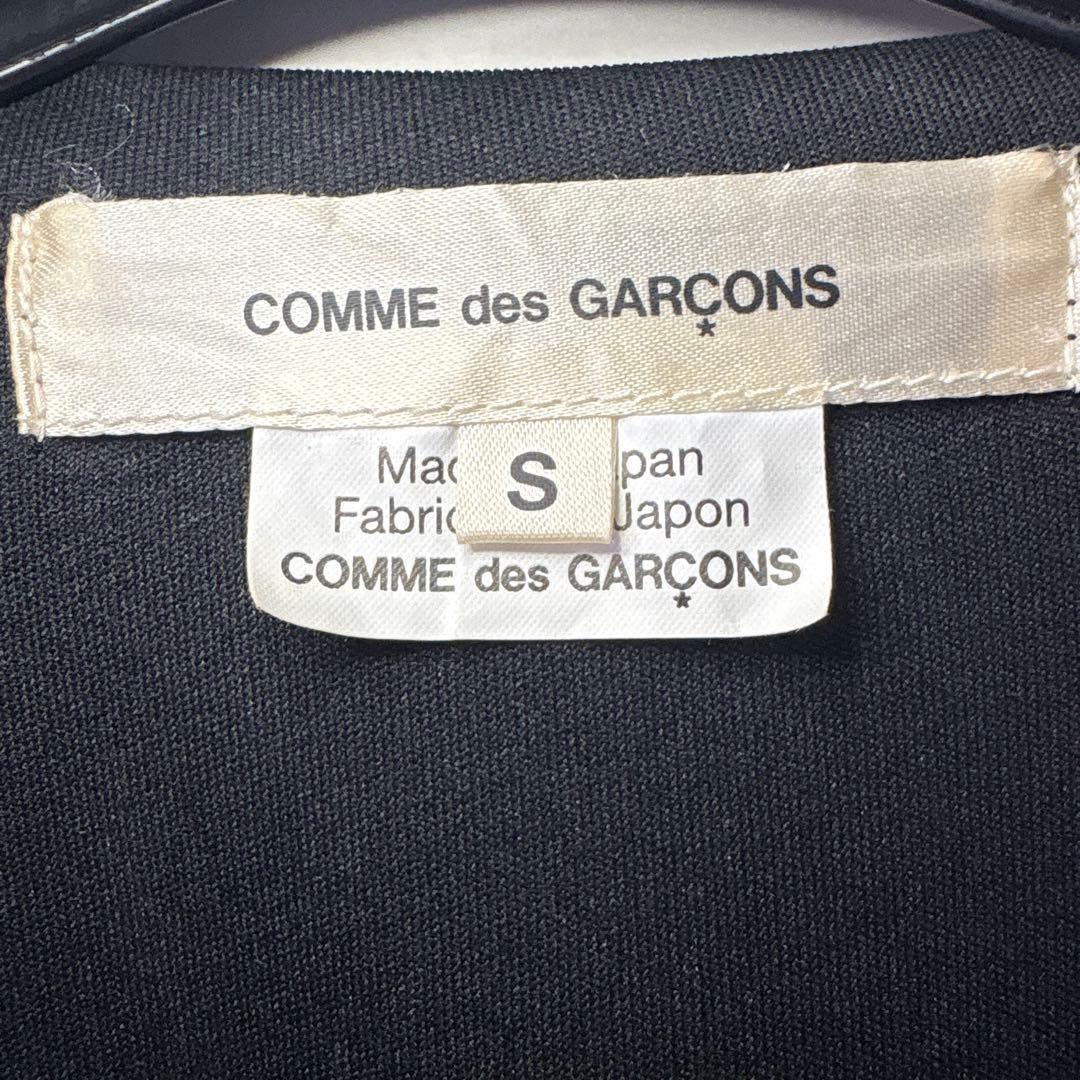 COMME des GARÇONS
S
Mac pan
Fabric Japon
COMME des GARÇONS